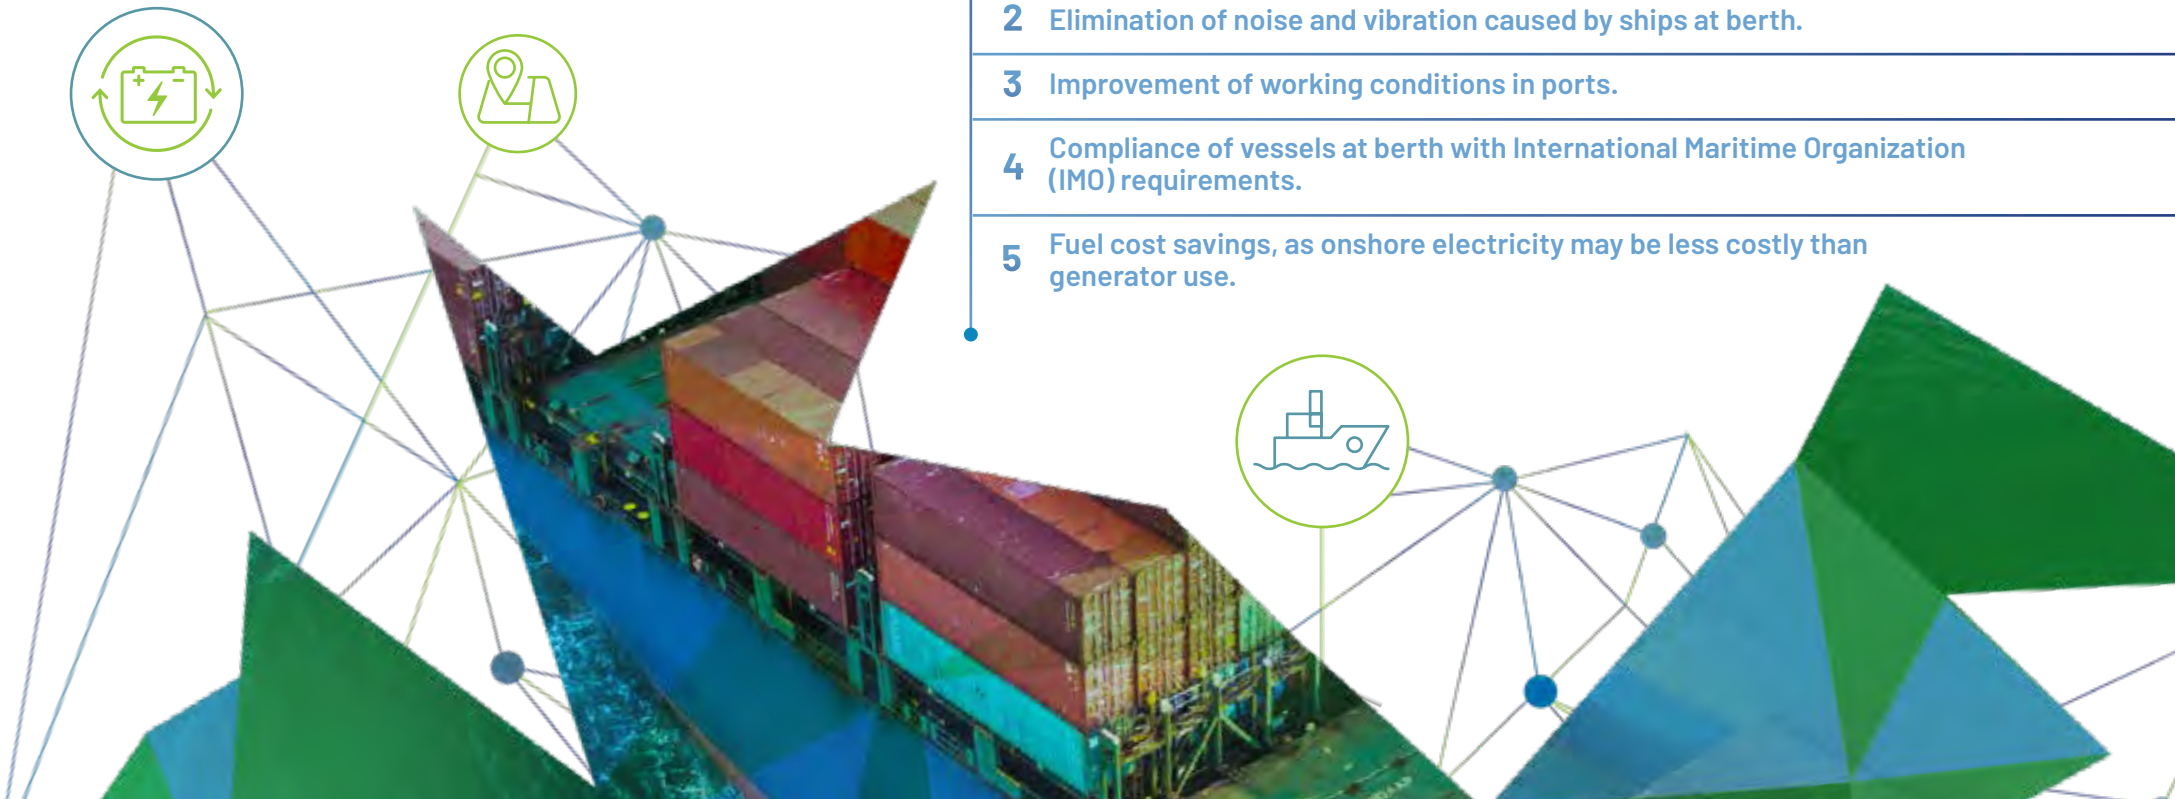 2 Elimination of noise and vibration caused by ships at berth.
3 Improvement of working conditions in ports.
4 Compliance of vessels at berth with International Maritime Organization
(IMO) requirements.
5 Fuel cost savings, as onshore electricity may be less costly than
generator use.